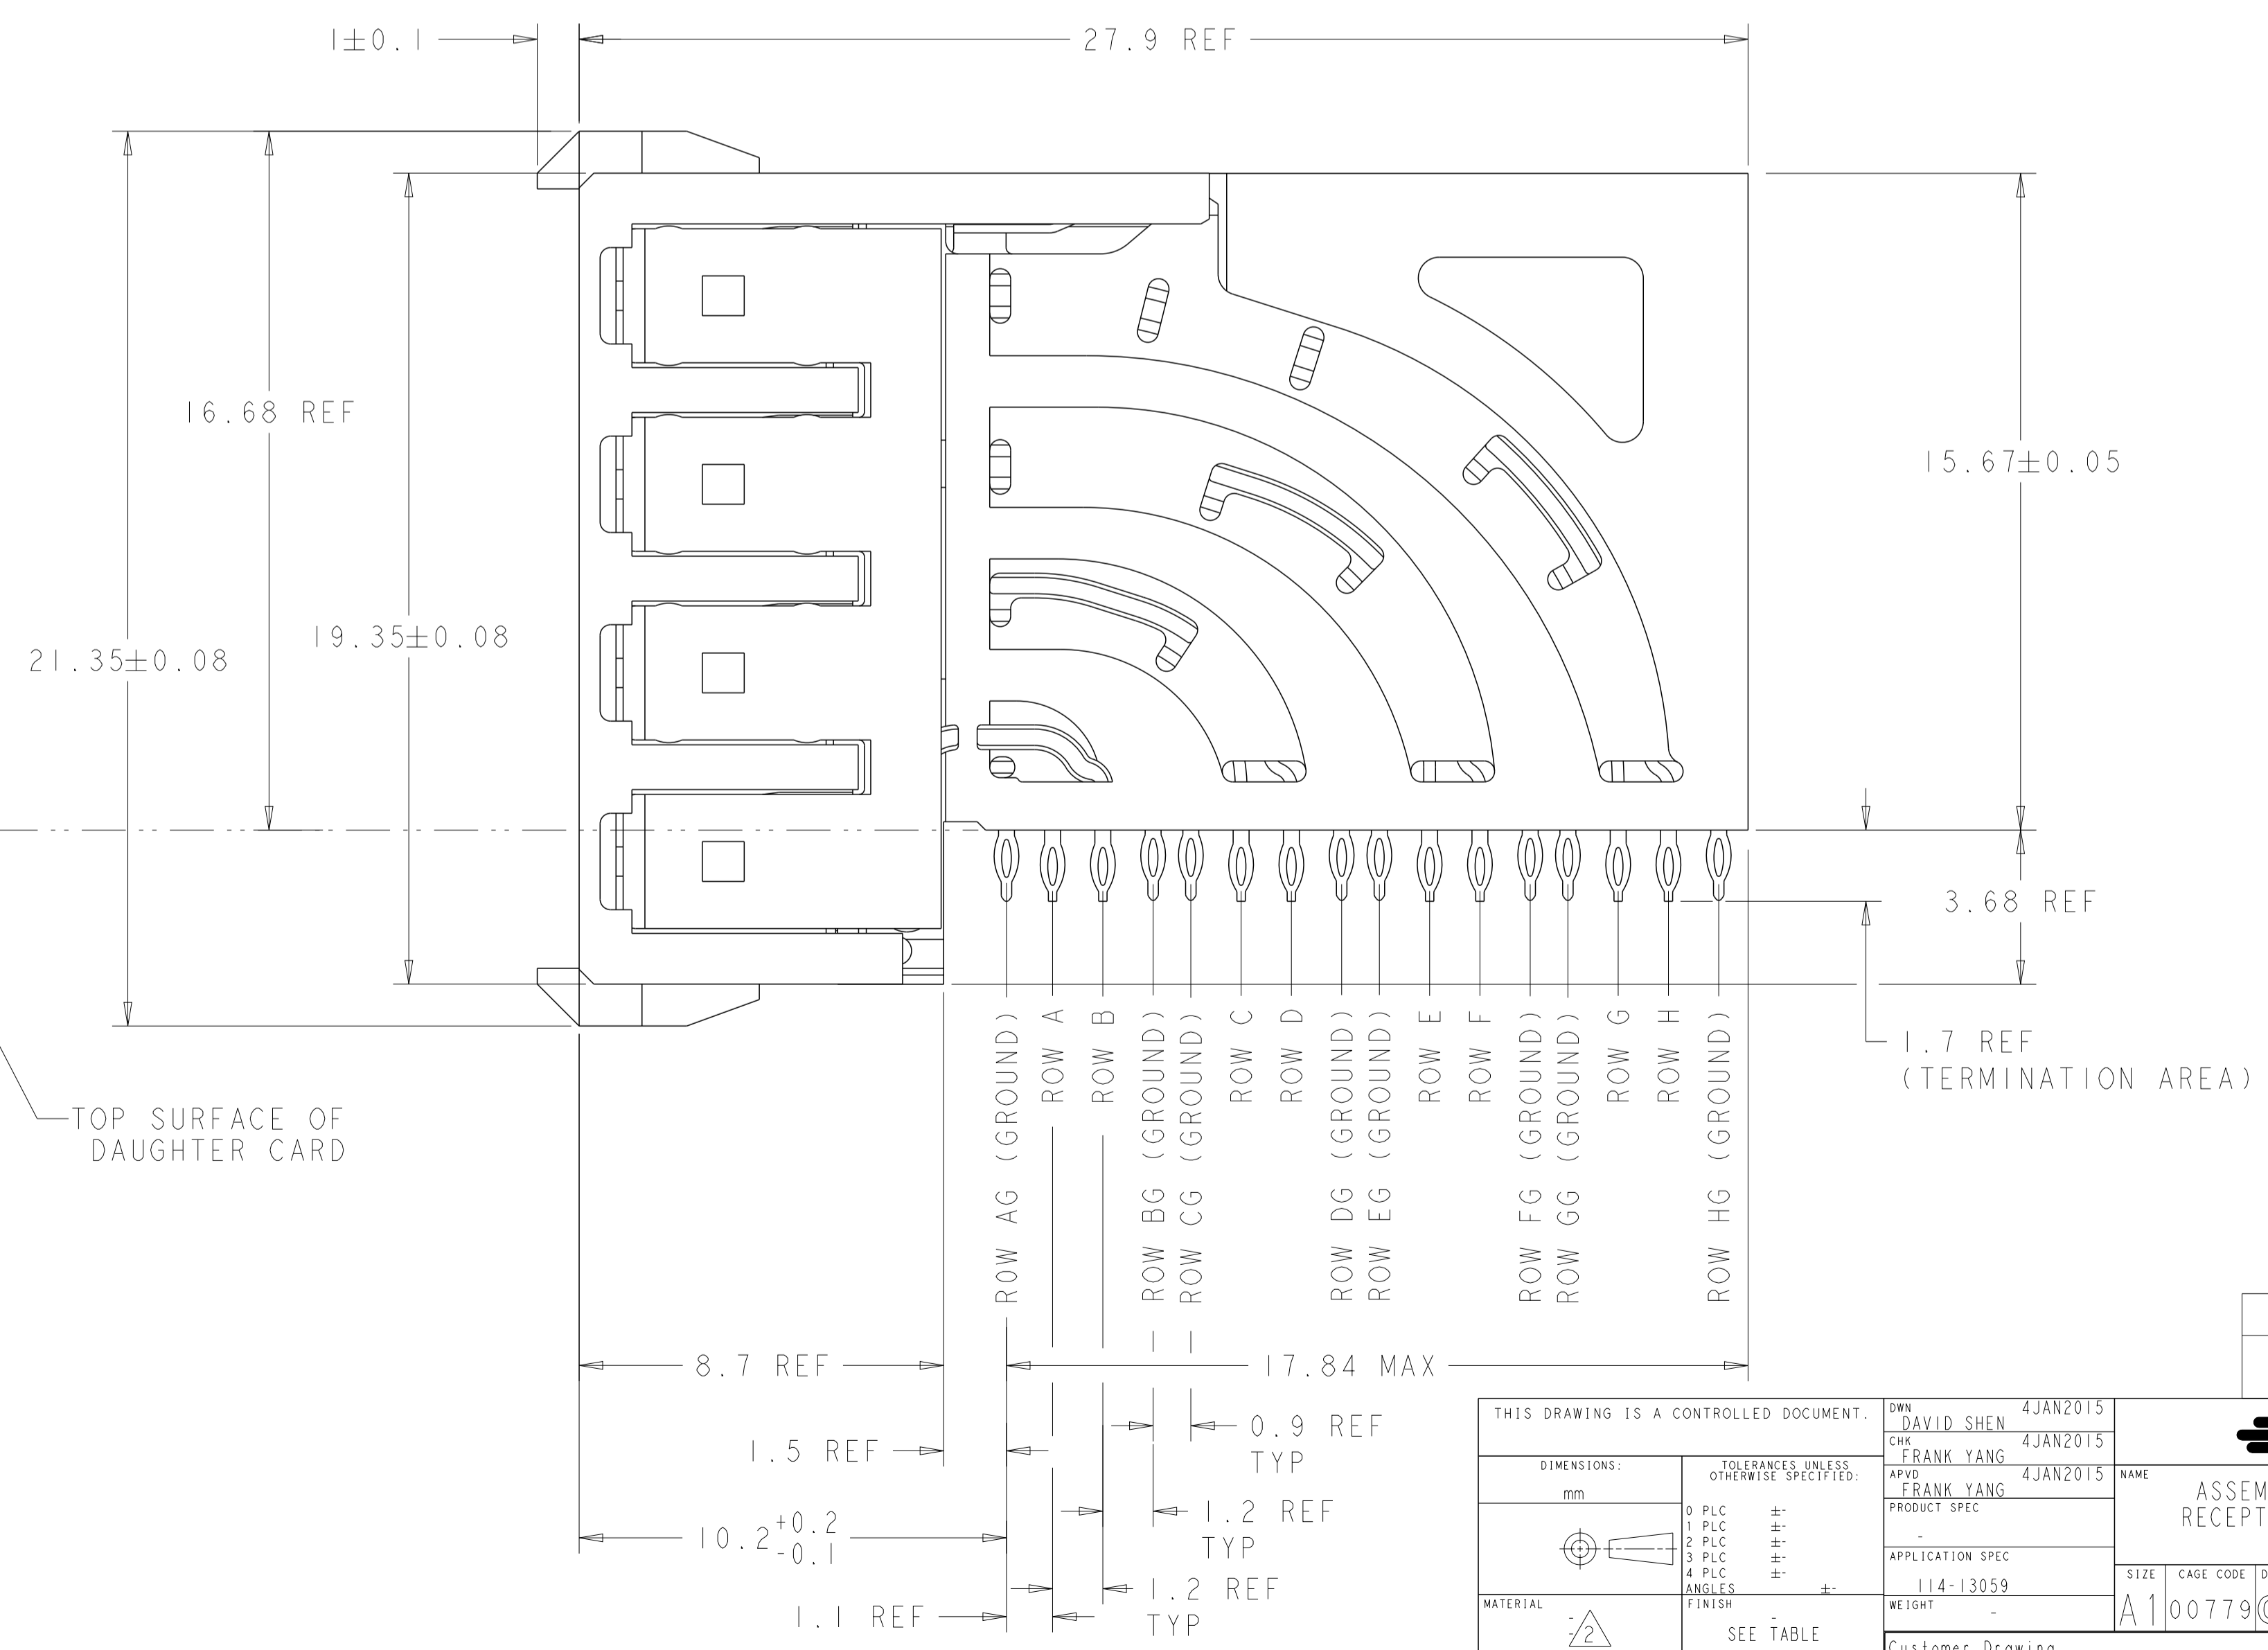 1±0.1
27.9 REF
16.68 REF
15.67±0.05
19.35±0.08
21.35±0.08
3.68 REF
1.7 REF
(TERMINATION AREA)
TOP SURFACE OF
DAUGHTER CARD
ROW AG (GROUND)
ROW A
ROW B
ROW BG (GROUND)
ROW CG (GROUND)
ROW C
ROW D
ROW DG (GROUND)
ROW EG (GROUND)
ROW E
ROW F
ROW FG (GROUND)
ROW GG (GROUND)
ROW G
ROW H
ROW HG (GROUND)
8.7 REF
17.84 MAX
0.9 REF
TYP
1.5 REF
1.2 REF
TYP
10.2 +0.2
-0.1
1.2 REF
TYP
1.1 REF
THIS DRAWING IS A CONTROLLED DOCUMENT.
DIMENSIONS:
mm
TOLERANCES UNLESS
OTHERWISE SPECIFIED:
0 PLC ±-
1 PLC ±-
2 PLC ±-
3 PLC ±-
4 PLC ±-
ANGLES ±-
MATERIAL
-
2
FINISH
-
SEE TABLE
DWN 4JAN2015
DAVID SHEN
CHK 4JAN2015
FRANK YANG
APVD 4JAN2015
FRANK YANG
PRODUCT SPEC
-
APPLICATION SPEC
114-13059
WEIGHT -
Customer Drawing
NAME
ASSEM
RECEPT
SIZE
A1
CAGE CODE
00779